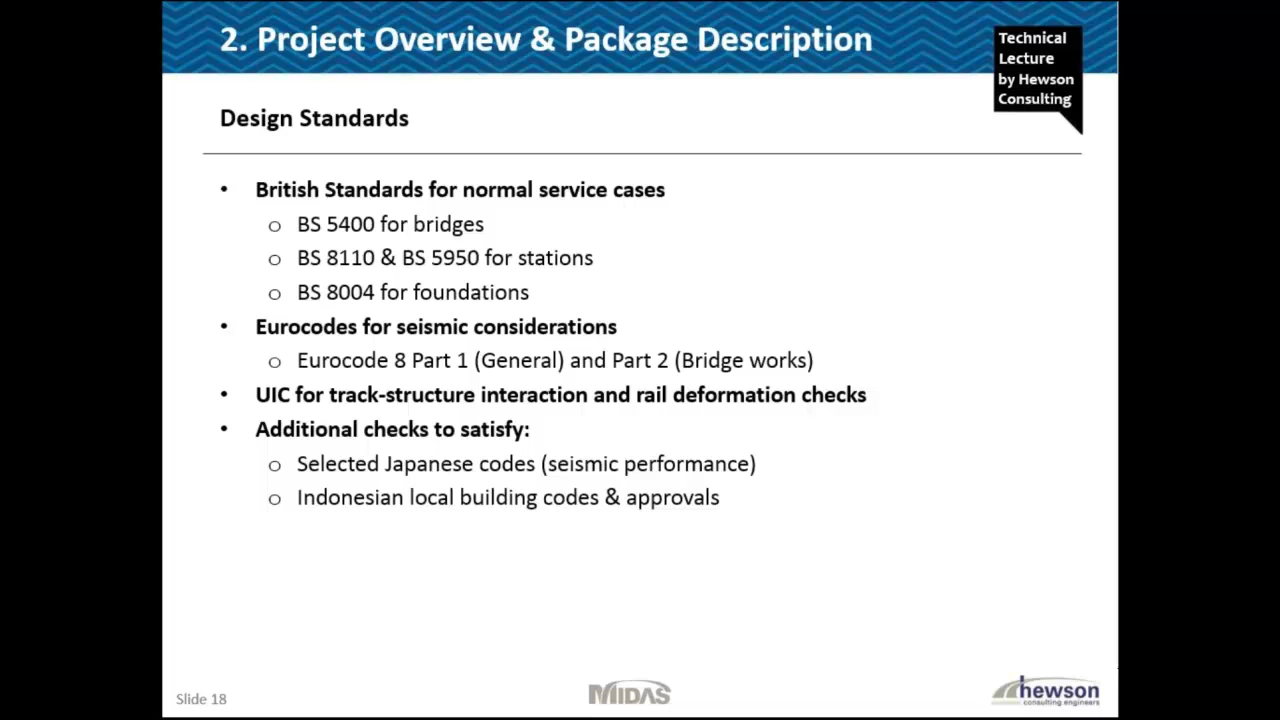 2. Project Overview & Package Description
Technical
Lecture
by Hewson
Consulting
Design Standards
• British Standards for normal service cases
o BS 5400 for bridges
o BS 8110 & BS 5950 for stations
o BS 8004 for foundations
• Eurocodes for seismic considerations
o Eurocode 8 Part 1 (General) and Part 2 (Bridge works)
• UIC for track-structure interaction and rail deformation checks
• Additional checks to satisfy:
o Selected Japanese codes (seismic performance)
o Indonesian local building codes & approvals
Slide 18
MIDAS
hewson
consulting engineers